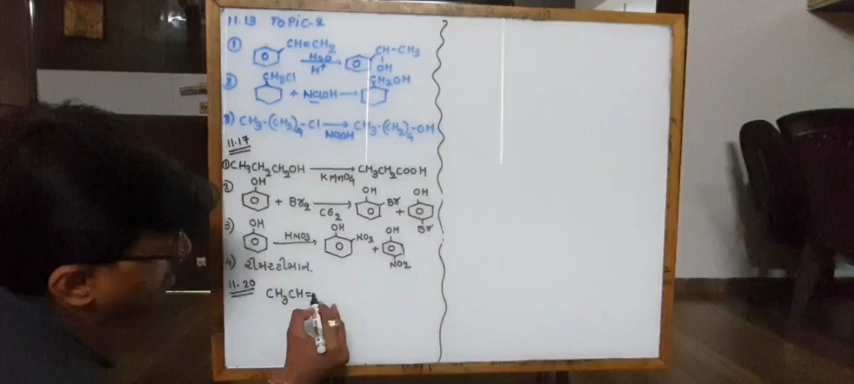 11.13 TOPiC-2
① CH=CH2 H2O H+ CH-CH3 OH
② CH2Cl + NaOH CH2OH
3) CH3-(CH2)4-Cl NaOH CH3-(CH2)4-OH
11.17
① CH3CH2CH2OH KMnO4 CH3CH2COOH
2) OH + Br2 CS2 OH Br + OH Br
3) OH HNO3 OH NO2 + OH NO2
4)
11.20 CH3CH=